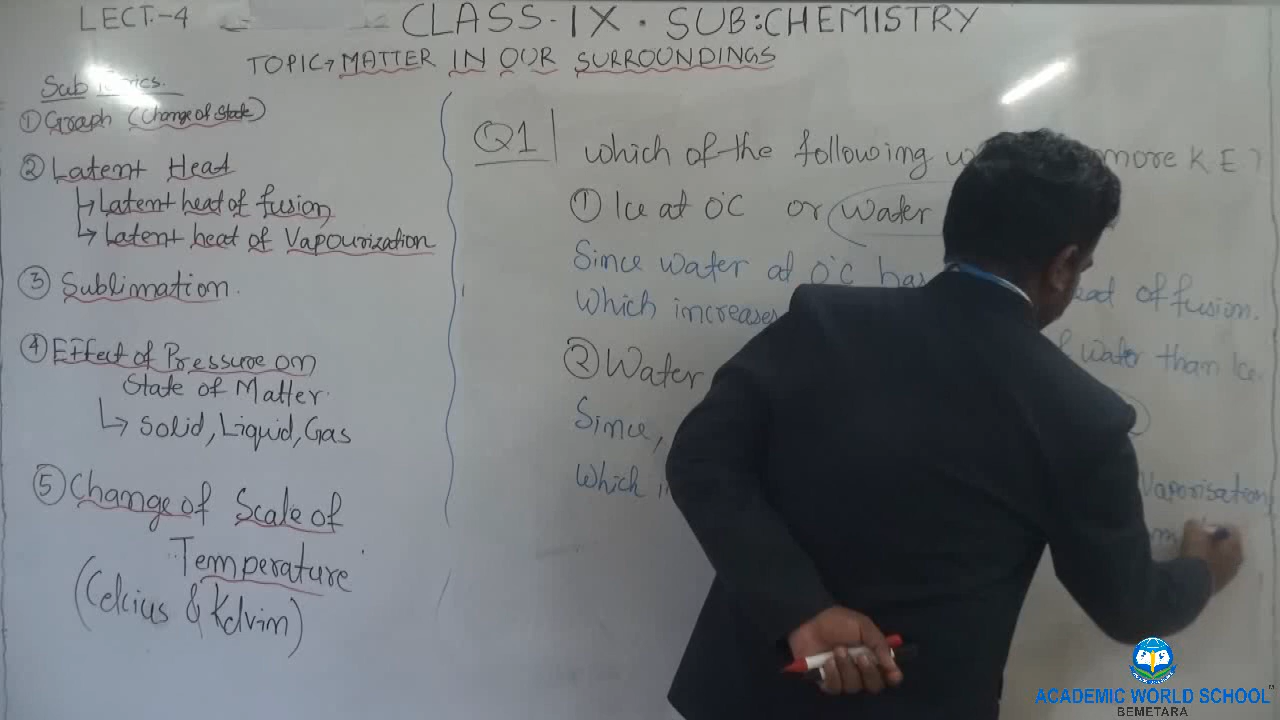 LECT:-4
CLASS-IX . SUB:CHEMISTRY
TOPIC→ MATTER IN OUR SURROUNDINGS
Sub
① Graph (Change of State)
② Latent Heat
↳ Latent heat of fusion
↳ Latent heat of Vapourization
③ Sublimation.
④ Effect of Pressure on
State of Matter.
↳ Solid, Liquid, Gas
⑤ Change of Scale of
Temperature
(Celcius & Kelvin)
Q1 Which of the following more K.E.?
① Ice at 0°C or Water
Since water at 0°C has of fusion.
Which increases Water than Ice.
② Water
Since,
Which Vaporisation
ACADEMIC WORLD SCHOOL
BEMETARA